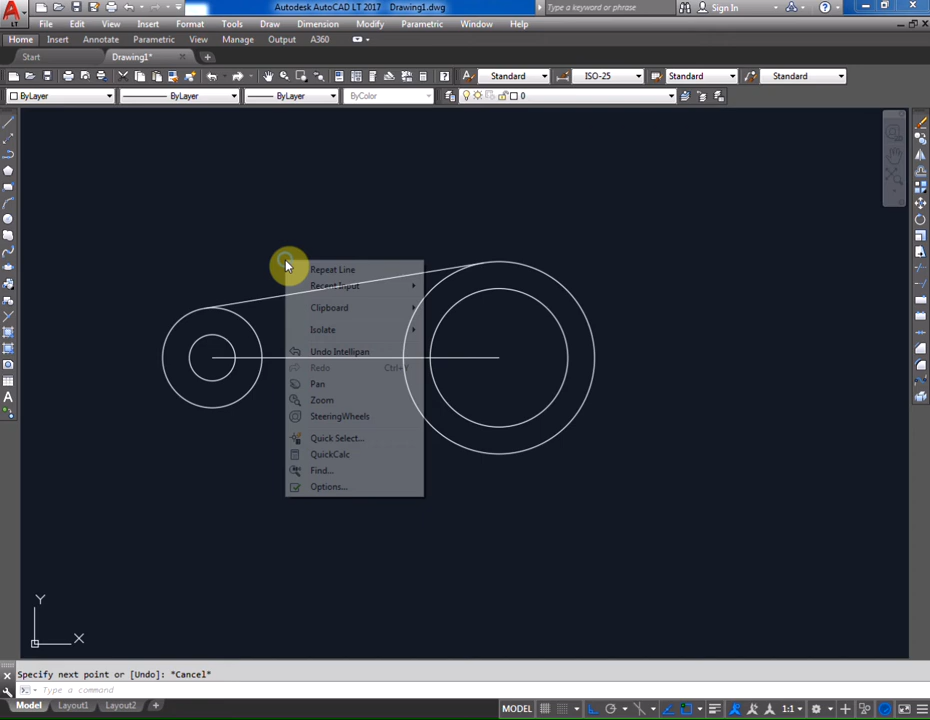 Autodesk AutoCAD LT 2017 Drawing1.dwg
Type a keyword or phrase
Sign In
LT
File Edit View Insert Format Tools Draw Dimension Modify Parametric Window Help
Home Insert Annotate Parametric View Manage Output A360
Start Drawing1*
Standard ISO-25 Standard Standard
ByLayer ByLayer ByLayer ByColor 0
Repeat Line
Recent Input
Clipboard
Isolate
Undo Intellipan
Redo Ctrl+Y
Pan
Zoom
SteeringWheels
Quick Select...
QuickCalc
Find...
Options...
Y
X
Specify next point or [Undo]: *Cancel*
Type a command
Model Layout1 Layout2 +
MODEL 1:1